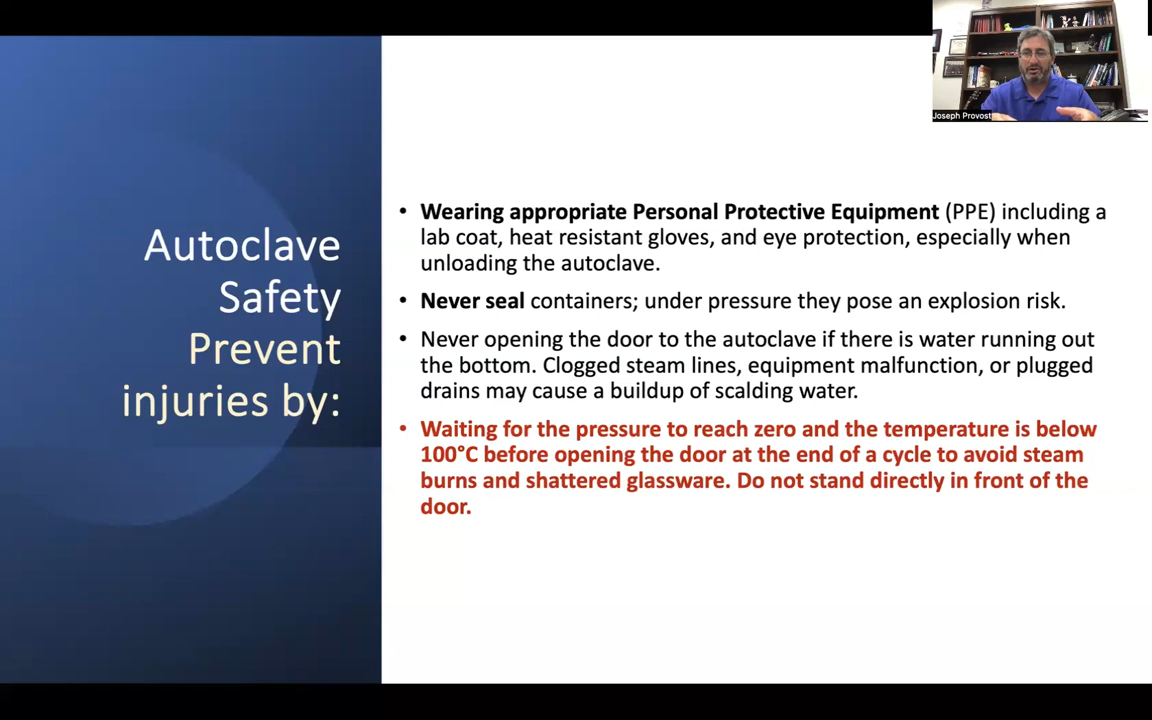 Joseph Provost
Autoclave
Safety
Prevent
injuries by:
• Wearing appropriate Personal Protective Equipment (PPE) including a
lab coat, heat resistant gloves, and eye protection, especially when
unloading the autoclave.
• Never seal containers; under pressure they pose an explosion risk.
• Never opening the door to the autoclave if there is water running out
the bottom. Clogged steam lines, equipment malfunction, or plugged
drains may cause a buildup of scalding water.
• Waiting for the pressure to reach zero and the temperature is below
100°C before opening the door at the end of a cycle to avoid steam
burns and shattered glassware. Do not stand directly in front of the
door.